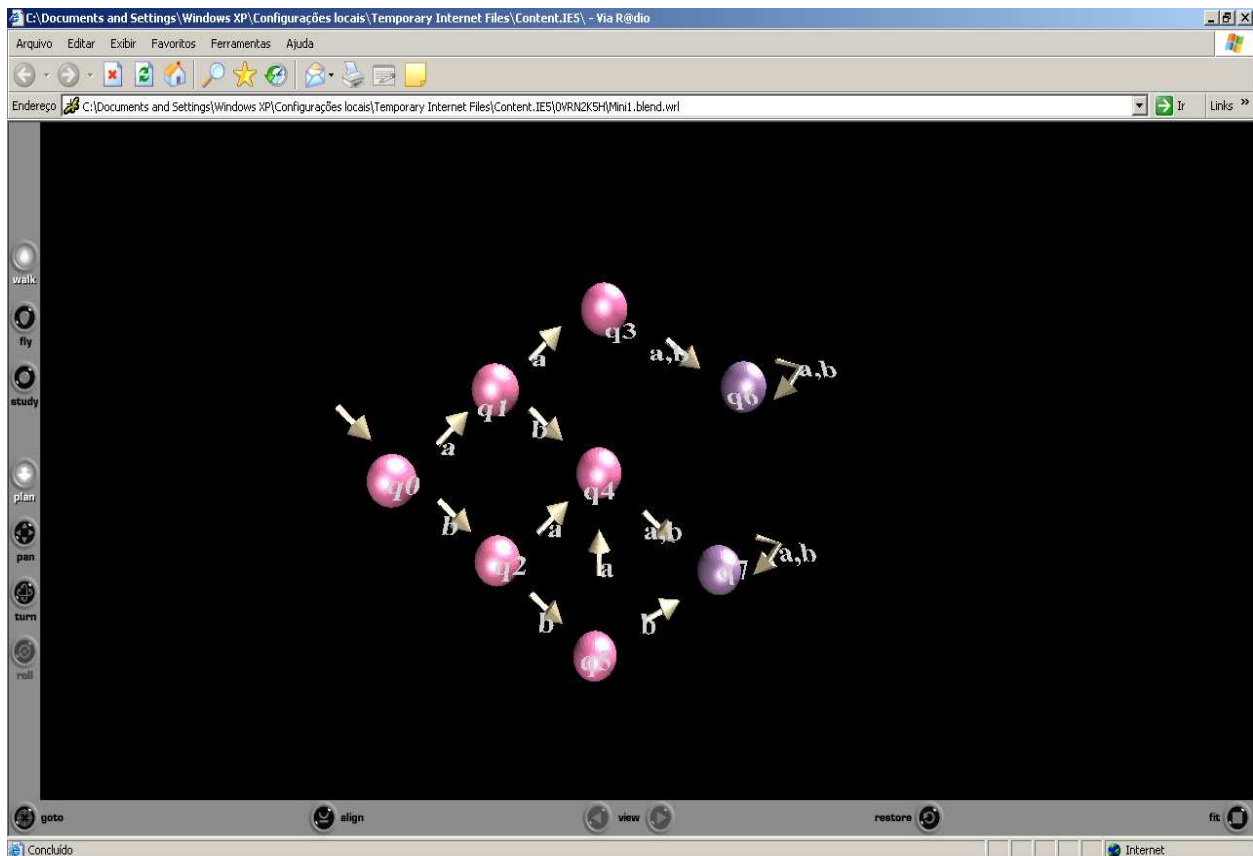 C:\Documents and Settings\Windows XP\Configurações locais\Temporary Internet Files\Content.IE5\ - Via R@dio
Arquivo Editar Exibir Favoritos Ferramentas Ajuda
Endereço C:\Documents and Settings\Windows XP\Configurações locais\Temporary Internet Files\Content.IE5\0VRN2K5H\Mini1.blend.wrl Ir Links »
walk
fly
study
plan
pan
turn
roll
q3
a
a,b
a,b
q1
q6
b
a
q0
q4
b
a
a,b
a,b
q2
a
q7
b
b
q5
goto align view restore fit
Concluído Internet